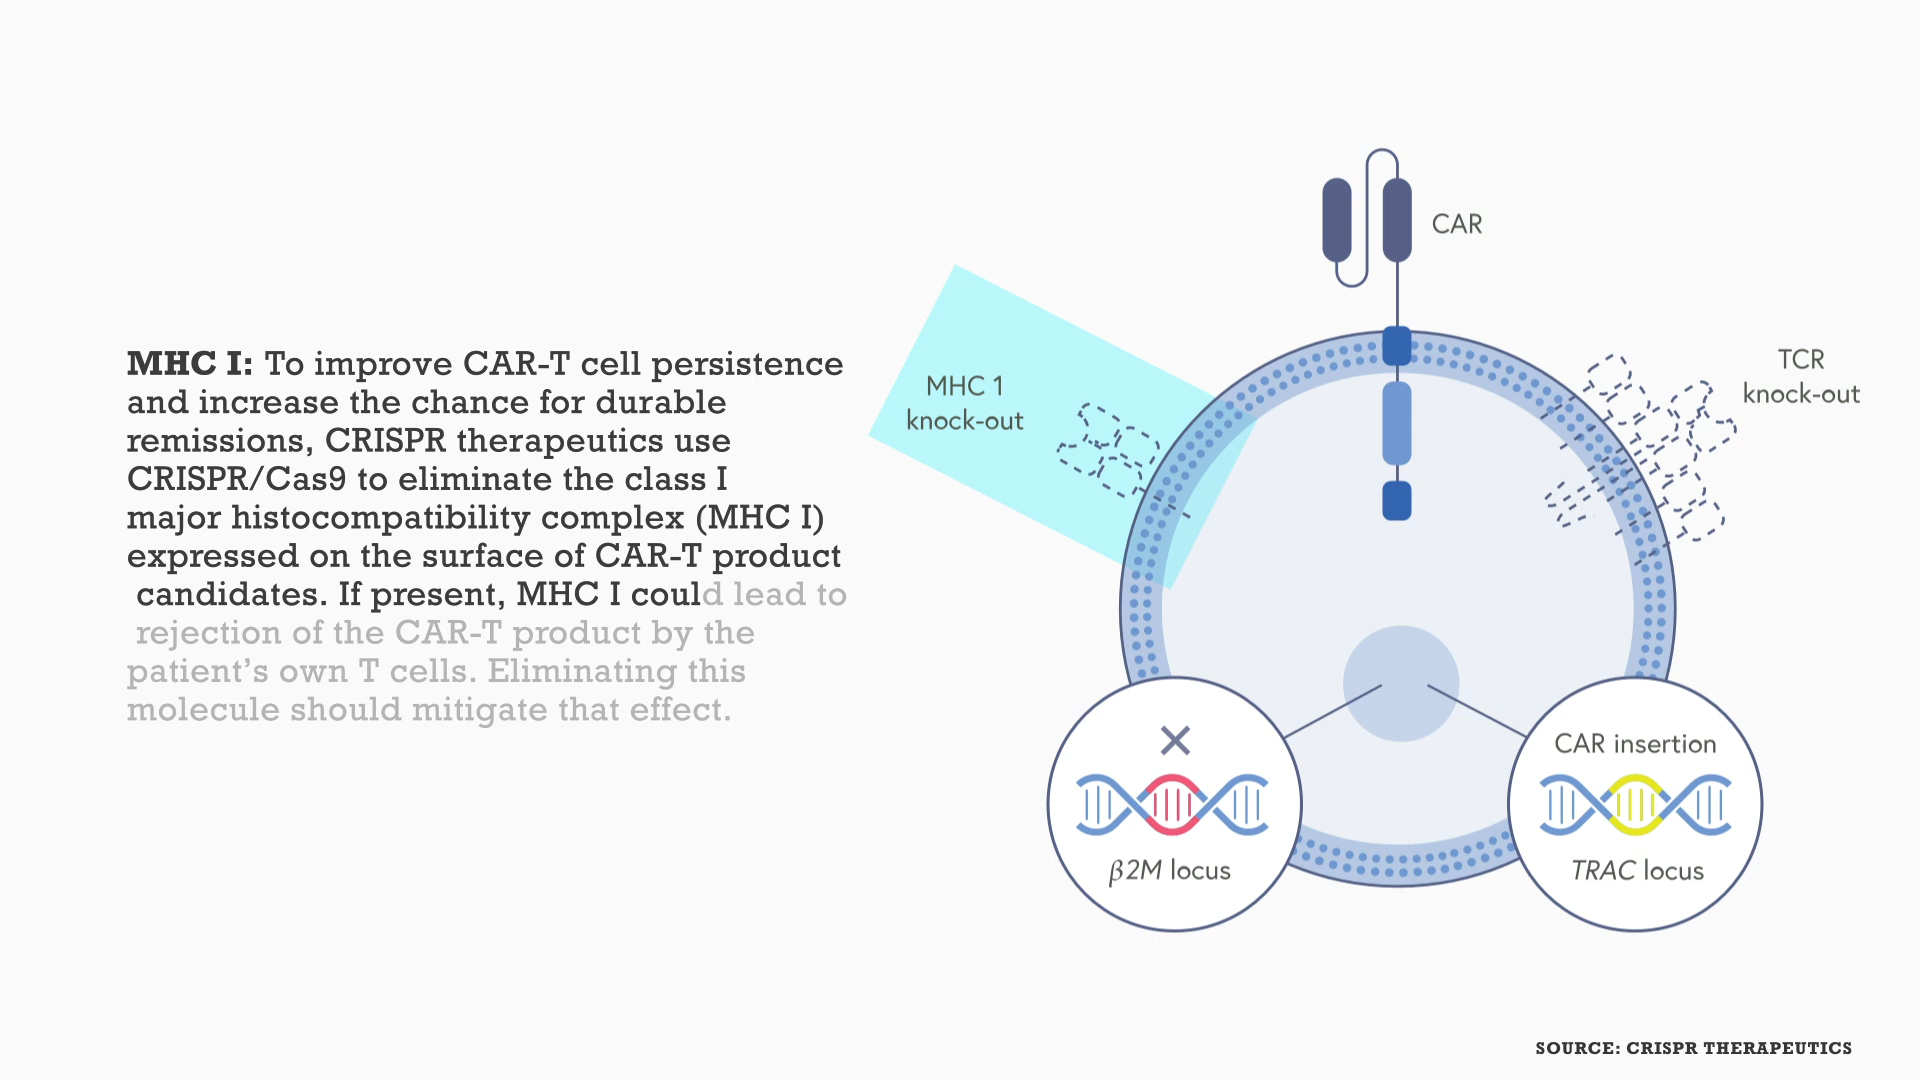 MHC I: To improve CAR-T cell persistence
and increase the chance for durable
remissions, CRISPR therapeutics use
CRISPR/Cas9 to eliminate the class I
major histocompatibility complex (MHC I)
expressed on the surface of CAR-T product
candidates. If present, MHC I could lead to
rejection of the CAR-T product by the
patient’s own T cells. Eliminating this
molecule should mitigate that effect.
CAR
MHC 1
knock-out
TCR
knock-out
β2M locus
CAR insertion
TRAC locus
SOURCE: CRISPR THERAPEUTICS